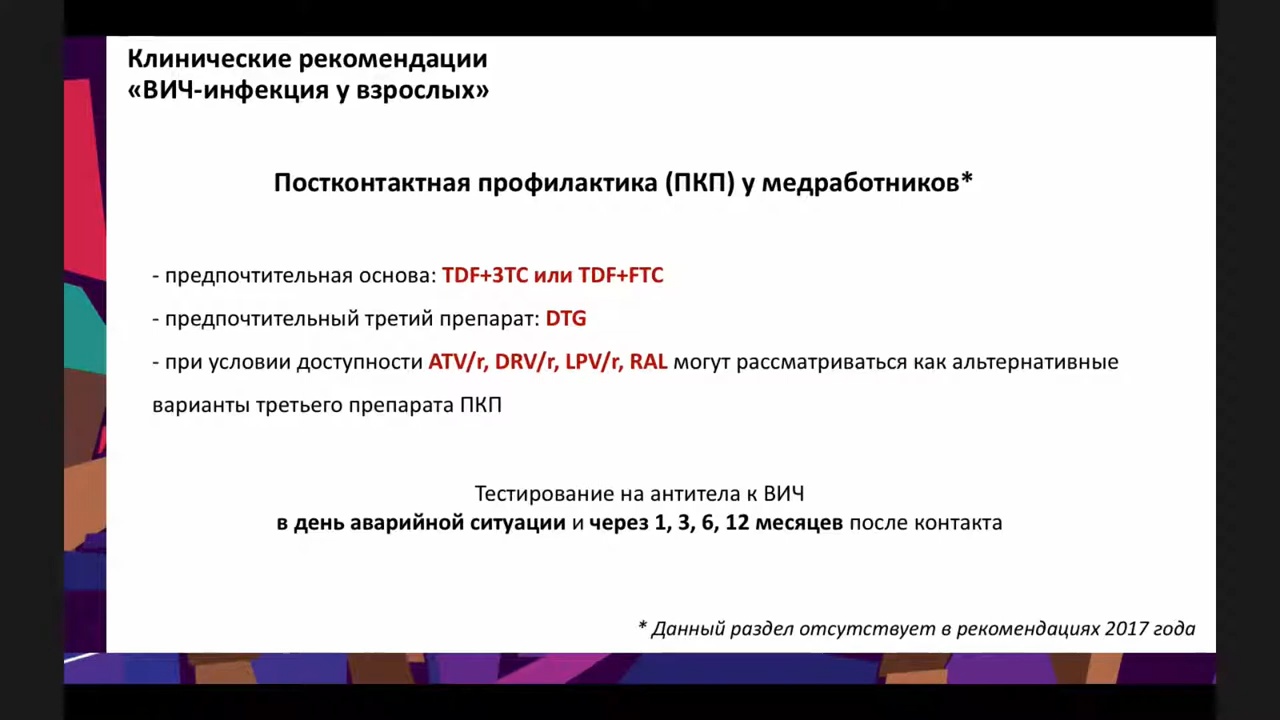 Клинические рекомендации
«ВИЧ-инфекция у взрослых»
Постконтактная профилактика (ПКП) у медработников*
- предпочтительная основа: TDF+3TC или TDF+FTC
- предпочтительный третий препарат: DTG
- при условии доступности ATV/r, DRV/r, LPV/r, RAL могут рассматриваться как альтернативные
варианты третьего препарата ПКП
Тестирование на антитела к ВИЧ
в день аварийной ситуации и через 1, 3, 6, 12 месяцев после контакта
* Данный раздел отсутствует в рекомендациях 2017 года